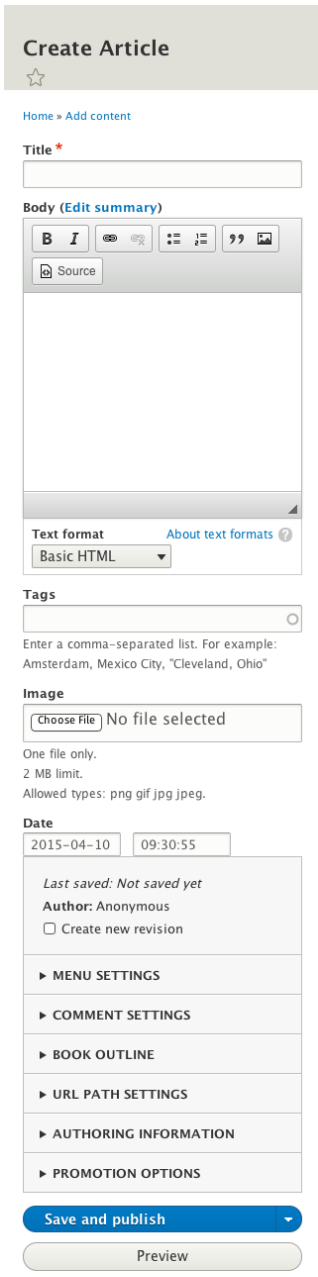 Create Article
Home » Add content
Title *
Body (Edit summary)
B I
Source
Text format About text formats ?
Basic HTML
Tags
Enter a comma-separated list. For example:
Amsterdam, Mexico City, "Cleveland, Ohio"
Image
Choose File No file selected
One file only.
2 MB limit.
Allowed types: png gif jpg jpeg.
Date
2015-04-10 09:30:55
Last saved: Not saved yet
Author: Anonymous
Create new revision
MENU SETTINGS
COMMENT SETTINGS
BOOK OUTLINE
URL PATH SETTINGS
AUTHORING INFORMATION
PROMOTION OPTIONS
Save and publish
Preview